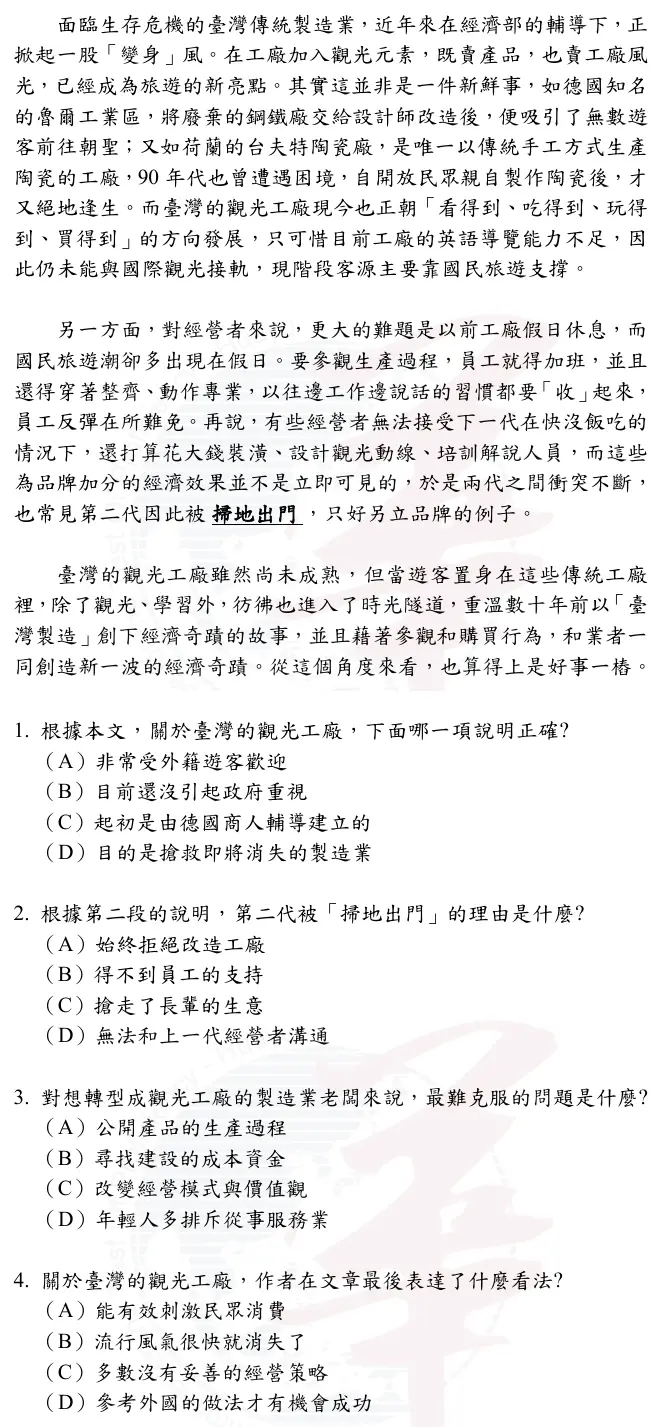 面臨生存危機的臺灣傳統製造業，近年來在經濟部的輔導下，正
掀起一股「變身」風。在工廠加入觀光元素，既賣產品，也賣工廠風
光，已經成為旅遊的新亮點。其實這並非是一件新鮮事，如德國知名
的魯爾工業區，將廢棄的鋼鐵廠交給設計師改造後，便吸引了無數遊
客前往朝聖；又如荷蘭的台夫特陶瓷廠，是唯一以傳統手工方式生產
陶瓷的工廠，90 年代也曾遭遇困境，自開放民眾親自製作陶瓷後，才
又絕地逢生。而臺灣的觀光工廠現今也正朝「看得到、吃得到、玩得
到、買得到」的方向發展，只可惜目前工廠的英語導覽能力不足，因
此仍未能與國際觀光接軌，現階段客源主要靠國民旅遊支撐。
另一方面，對經營者來說，更大的難題是以前工廠假日休息，而
國民旅遊潮卻多出現在假日。要參觀生產過程，員工就得加班，並且
還得穿著整齊、動作專業，以往邊工作邊說話的習慣都要「收」起來，
員工反彈在所難免。再說，有些經營者無法接受下一代在快沒飯吃的
情況下，還打算花大錢裝潢、設計觀光動線、培訓解說人員，而這些
為品牌加分的經濟效果並不是立即可見的，於是兩代之間衝突不斷，
也常見第二代因此被 掃地出門 ，只好另立品牌的例子。
臺灣的觀光工廠雖然尚未成熟，但當遊客置身在這些傳統工廠
裡，除了觀光、學習外，彷彿也進入了時光隧道，重溫數十年前以「臺
灣製造」創下經濟奇蹟的故事，並且藉著參觀和購買行為，和業者一
同創造新一波的經濟奇蹟。從這個角度來看，也算得上是好事一樁。
1. 根據本文，關於臺灣的觀光工廠，下面哪一項說明正確?
（A）非常受外籍遊客歡迎
（B）目前還沒引起政府重視
（C）起初是由德國商人輔導建立的
（D）目的是搶救即將消失的製造業
2. 根據第二段的說明，第二代被「掃地出門」的理由是什麼?
（A）始終拒絕改造工廠
（B）得不到員工的支持
（C）搶走了長輩的生意
（D）無法和上一代經營者溝通
3. 對想轉型成觀光工廠的製造業老闆來說，最難克服的問題是什麼?
（A）公開產品的生產過程
（B）尋找建設的成本資金
（C）改變經營模式與價值觀
（D）年輕人多排斥從事服務業
4. 關於臺灣的觀光工廠，作者在文章最後表達了什麼看法?
（A）能有效刺激民眾消費
（B）流行風氣很快就消失了
（C）多數沒有妥善的經營策略
（D）參考外國的做法才有機會成功